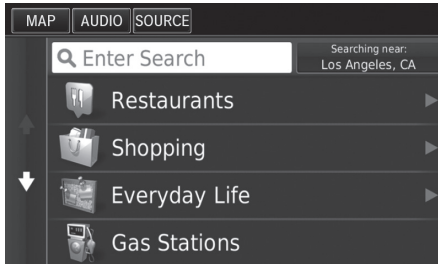 MAP AUDIO SOURCE
Enter Search
Searching near:
Los Angeles, CA
Restaurants
Shopping
Everyday Life
Gas Stations